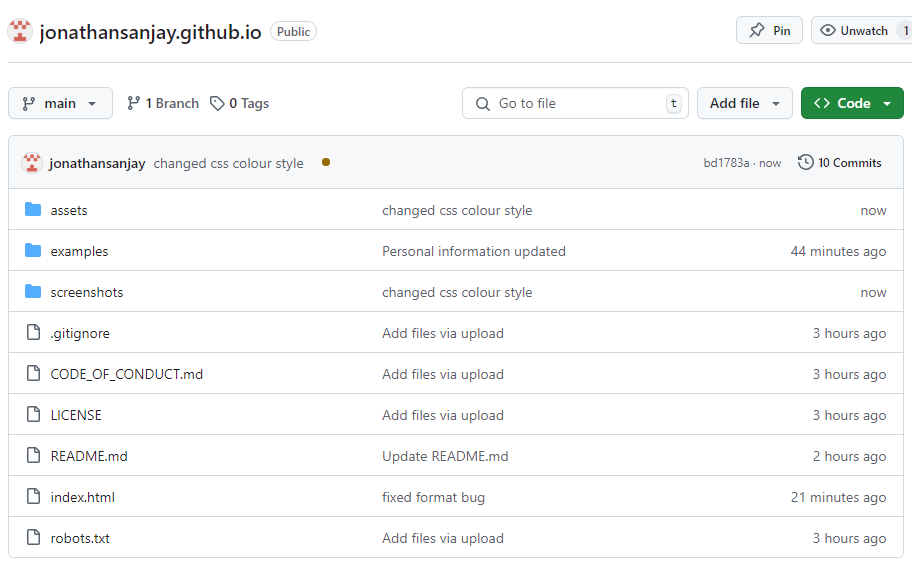 jonathansanjay.github.io Public Pin Unwatch 1
main 1 Branch 0 Tags Go to file t Add file Code
jonathansanjay changed css colour style bd1783a · now 10 Commits
assets changed css colour style now
examples Personal information updated 44 minutes ago
screenshots changed css colour style now
.gitignore Add files via upload 3 hours ago
CODE_OF_CONDUCT.md Add files via upload 3 hours ago
LICENSE Add files via upload 3 hours ago
README.md Update README.md 2 hours ago
index.html fixed format bug 21 minutes ago
robots.txt Add files via upload 3 hours ago